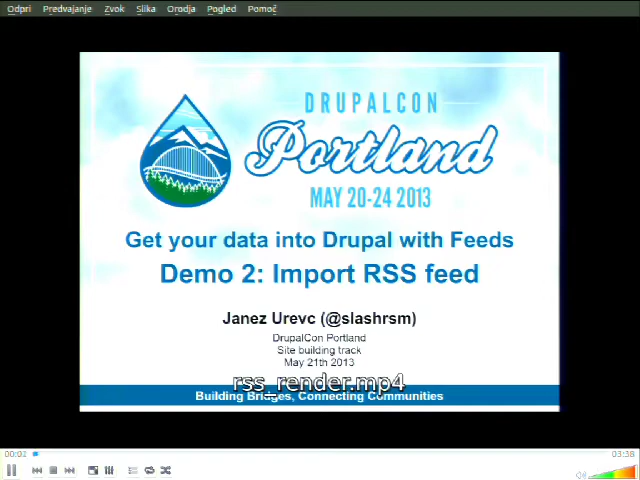 Odpri Predvajanje Zvok Slika Orodja Pogled Pomoč
DRUPALCON
Portland
MAY 20-24 2013
Get your data into Drupal with Feeds
Demo 2: Import RSS feed
Janez Urevc (@slashrsm)
DrupalCon Portland
Site building track
May 21th 2013
rss_render.mp4
Building Bridges, Connecting Communities
00:02 03:38